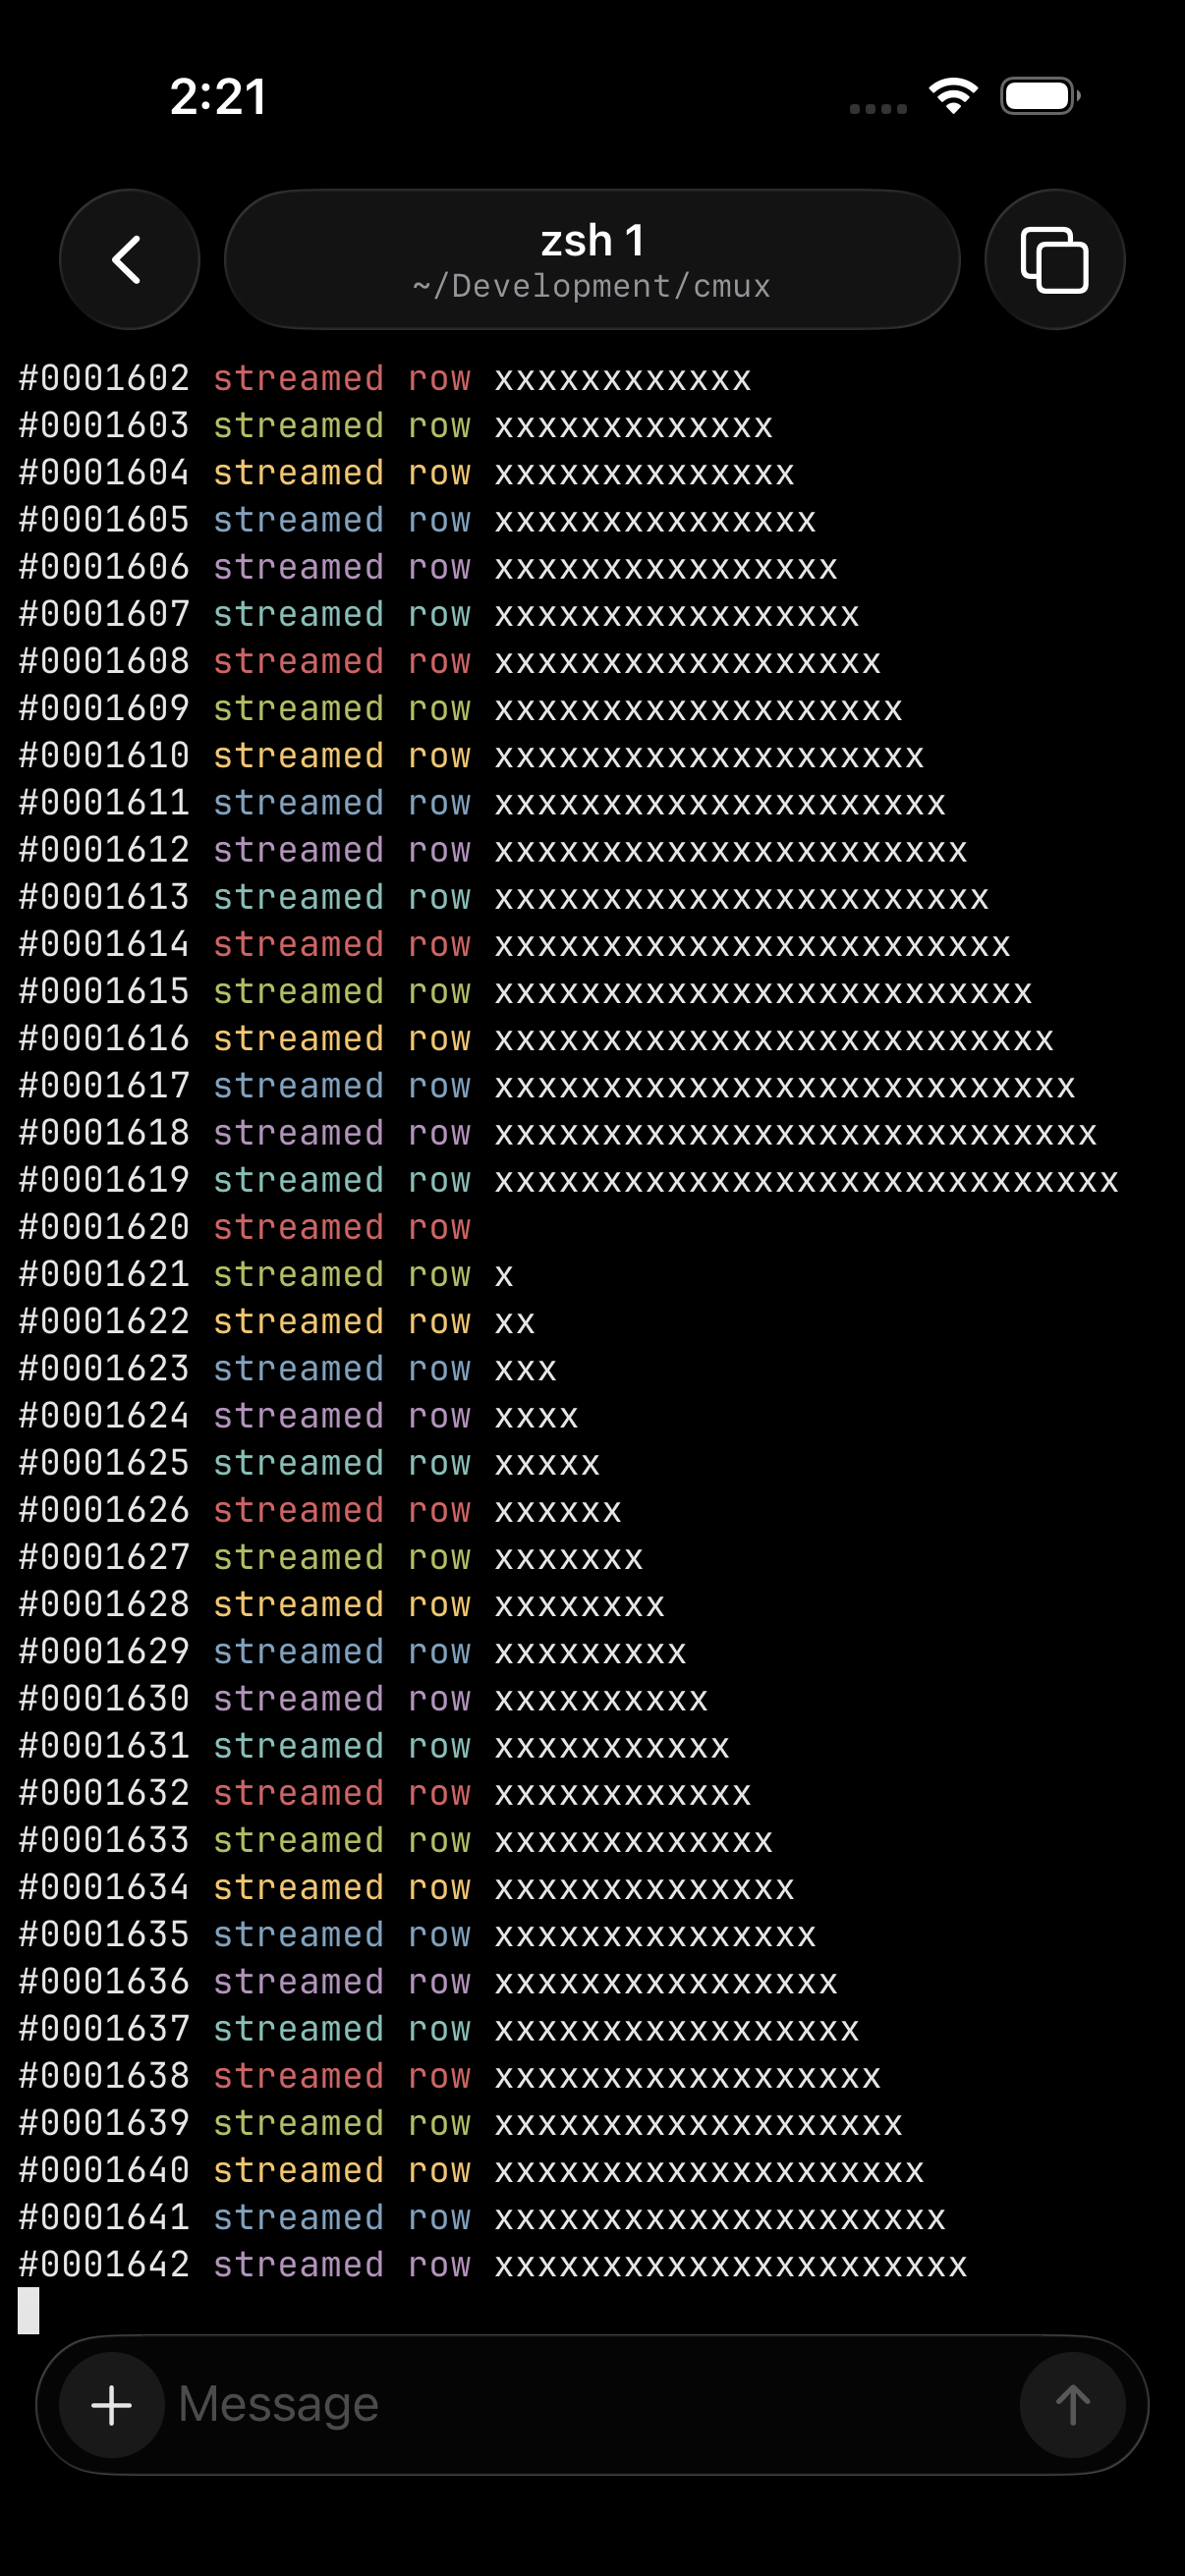 2:21
zsh 1
~/Development/cmux
#0001602 streamed row xxxxxxxxxxxx
#0001603 streamed row xxxxxxxxxxxxx
#0001604 streamed row xxxxxxxxxxxxxx
#0001605 streamed row xxxxxxxxxxxxxxx
#0001606 streamed row xxxxxxxxxxxxxxxx
#0001607 streamed row xxxxxxxxxxxxxxxxx
#0001608 streamed row xxxxxxxxxxxxxxxxxx
#0001609 streamed row xxxxxxxxxxxxxxxxxxx
#0001610 streamed row xxxxxxxxxxxxxxxxxxxx
#0001611 streamed row xxxxxxxxxxxxxxxxxxxxx
#0001612 streamed row xxxxxxxxxxxxxxxxxxxxxx
#0001613 streamed row xxxxxxxxxxxxxxxxxxxxxxx
#0001614 streamed row xxxxxxxxxxxxxxxxxxxxxxxx
#0001615 streamed row xxxxxxxxxxxxxxxxxxxxxxxxx
#0001616 streamed row xxxxxxxxxxxxxxxxxxxxxxxxxx
#0001617 streamed row xxxxxxxxxxxxxxxxxxxxxxxxxxx
#0001618 streamed row xxxxxxxxxxxxxxxxxxxxxxxxxxxx
#0001619 streamed row xxxxxxxxxxxxxxxxxxxxxxxxxxxxx
#0001620 streamed row
#0001621 streamed row x
#0001622 streamed row xx
#0001623 streamed row xxx
#0001624 streamed row xxxx
#0001625 streamed row xxxxx
#0001626 streamed row xxxxxx
#0001627 streamed row xxxxxxx
#0001628 streamed row xxxxxxxx
#0001629 streamed row xxxxxxxxx
#0001630 streamed row xxxxxxxxxx
#0001631 streamed row xxxxxxxxxxx
#0001632 streamed row xxxxxxxxxxxx
#0001633 streamed row xxxxxxxxxxxxx
#0001634 streamed row xxxxxxxxxxxxxx
#0001635 streamed row xxxxxxxxxxxxxxx
#0001636 streamed row xxxxxxxxxxxxxxxx
#0001637 streamed row xxxxxxxxxxxxxxxxx
#0001638 streamed row xxxxxxxxxxxxxxxxxx
#0001639 streamed row xxxxxxxxxxxxxxxxxxx
#0001640 streamed row xxxxxxxxxxxxxxxxxxxx
#0001641 streamed row xxxxxxxxxxxxxxxxxxxxx
#0001642 streamed row xxxxxxxxxxxxxxxxxxxxxx
Message